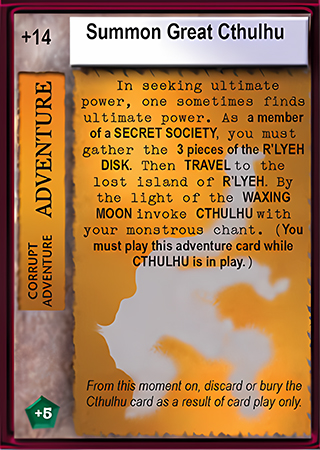 +14
Summon Great Cthulhu
In seeking ultimate
power, one sometimes finds
ultimate power. As a member
of a SECRET SOCIETY, you must
gather the 3 pieces of the R'LYEH
DISK. Then TRAVEL to the
lost island of R'LYEH. By
the light of the WAXING
MOON invoke CTHULHU with
your monstrous chant. (You
must play this adventure card while
CTHULHU is in play.)
ADVENTURE
CORRUPT
ADVENTURE
From this moment on, discard or bury the
Cthulhu card as a result of card play only.
+5